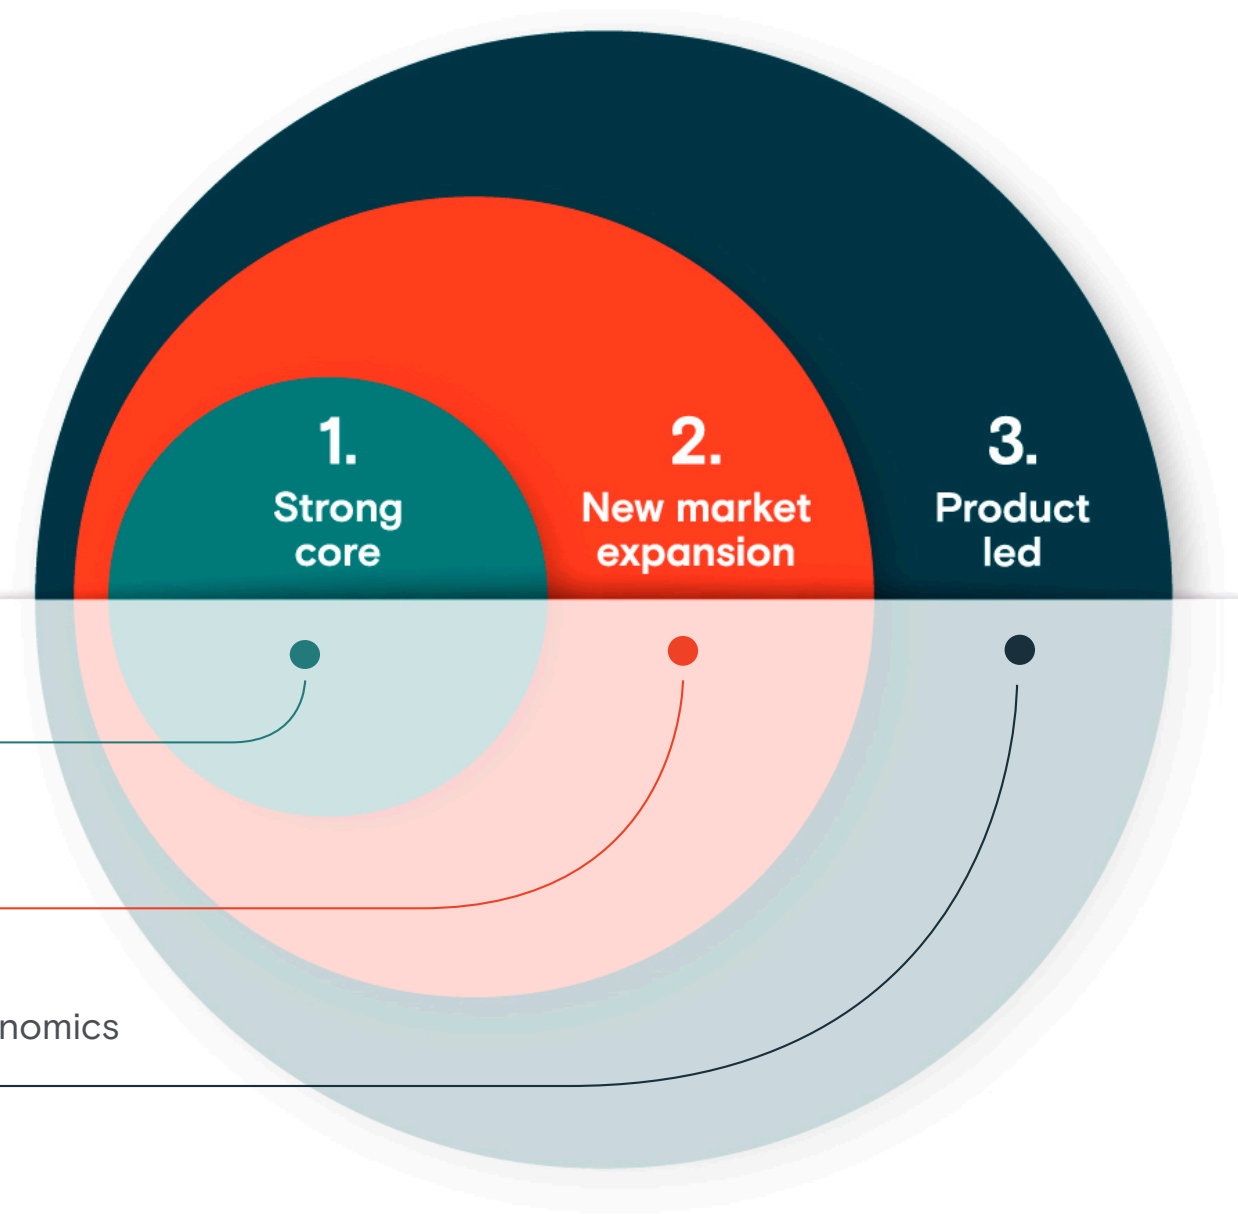 1.
Strong
core
2.
New market
expansion
3.
Product
led
nomics